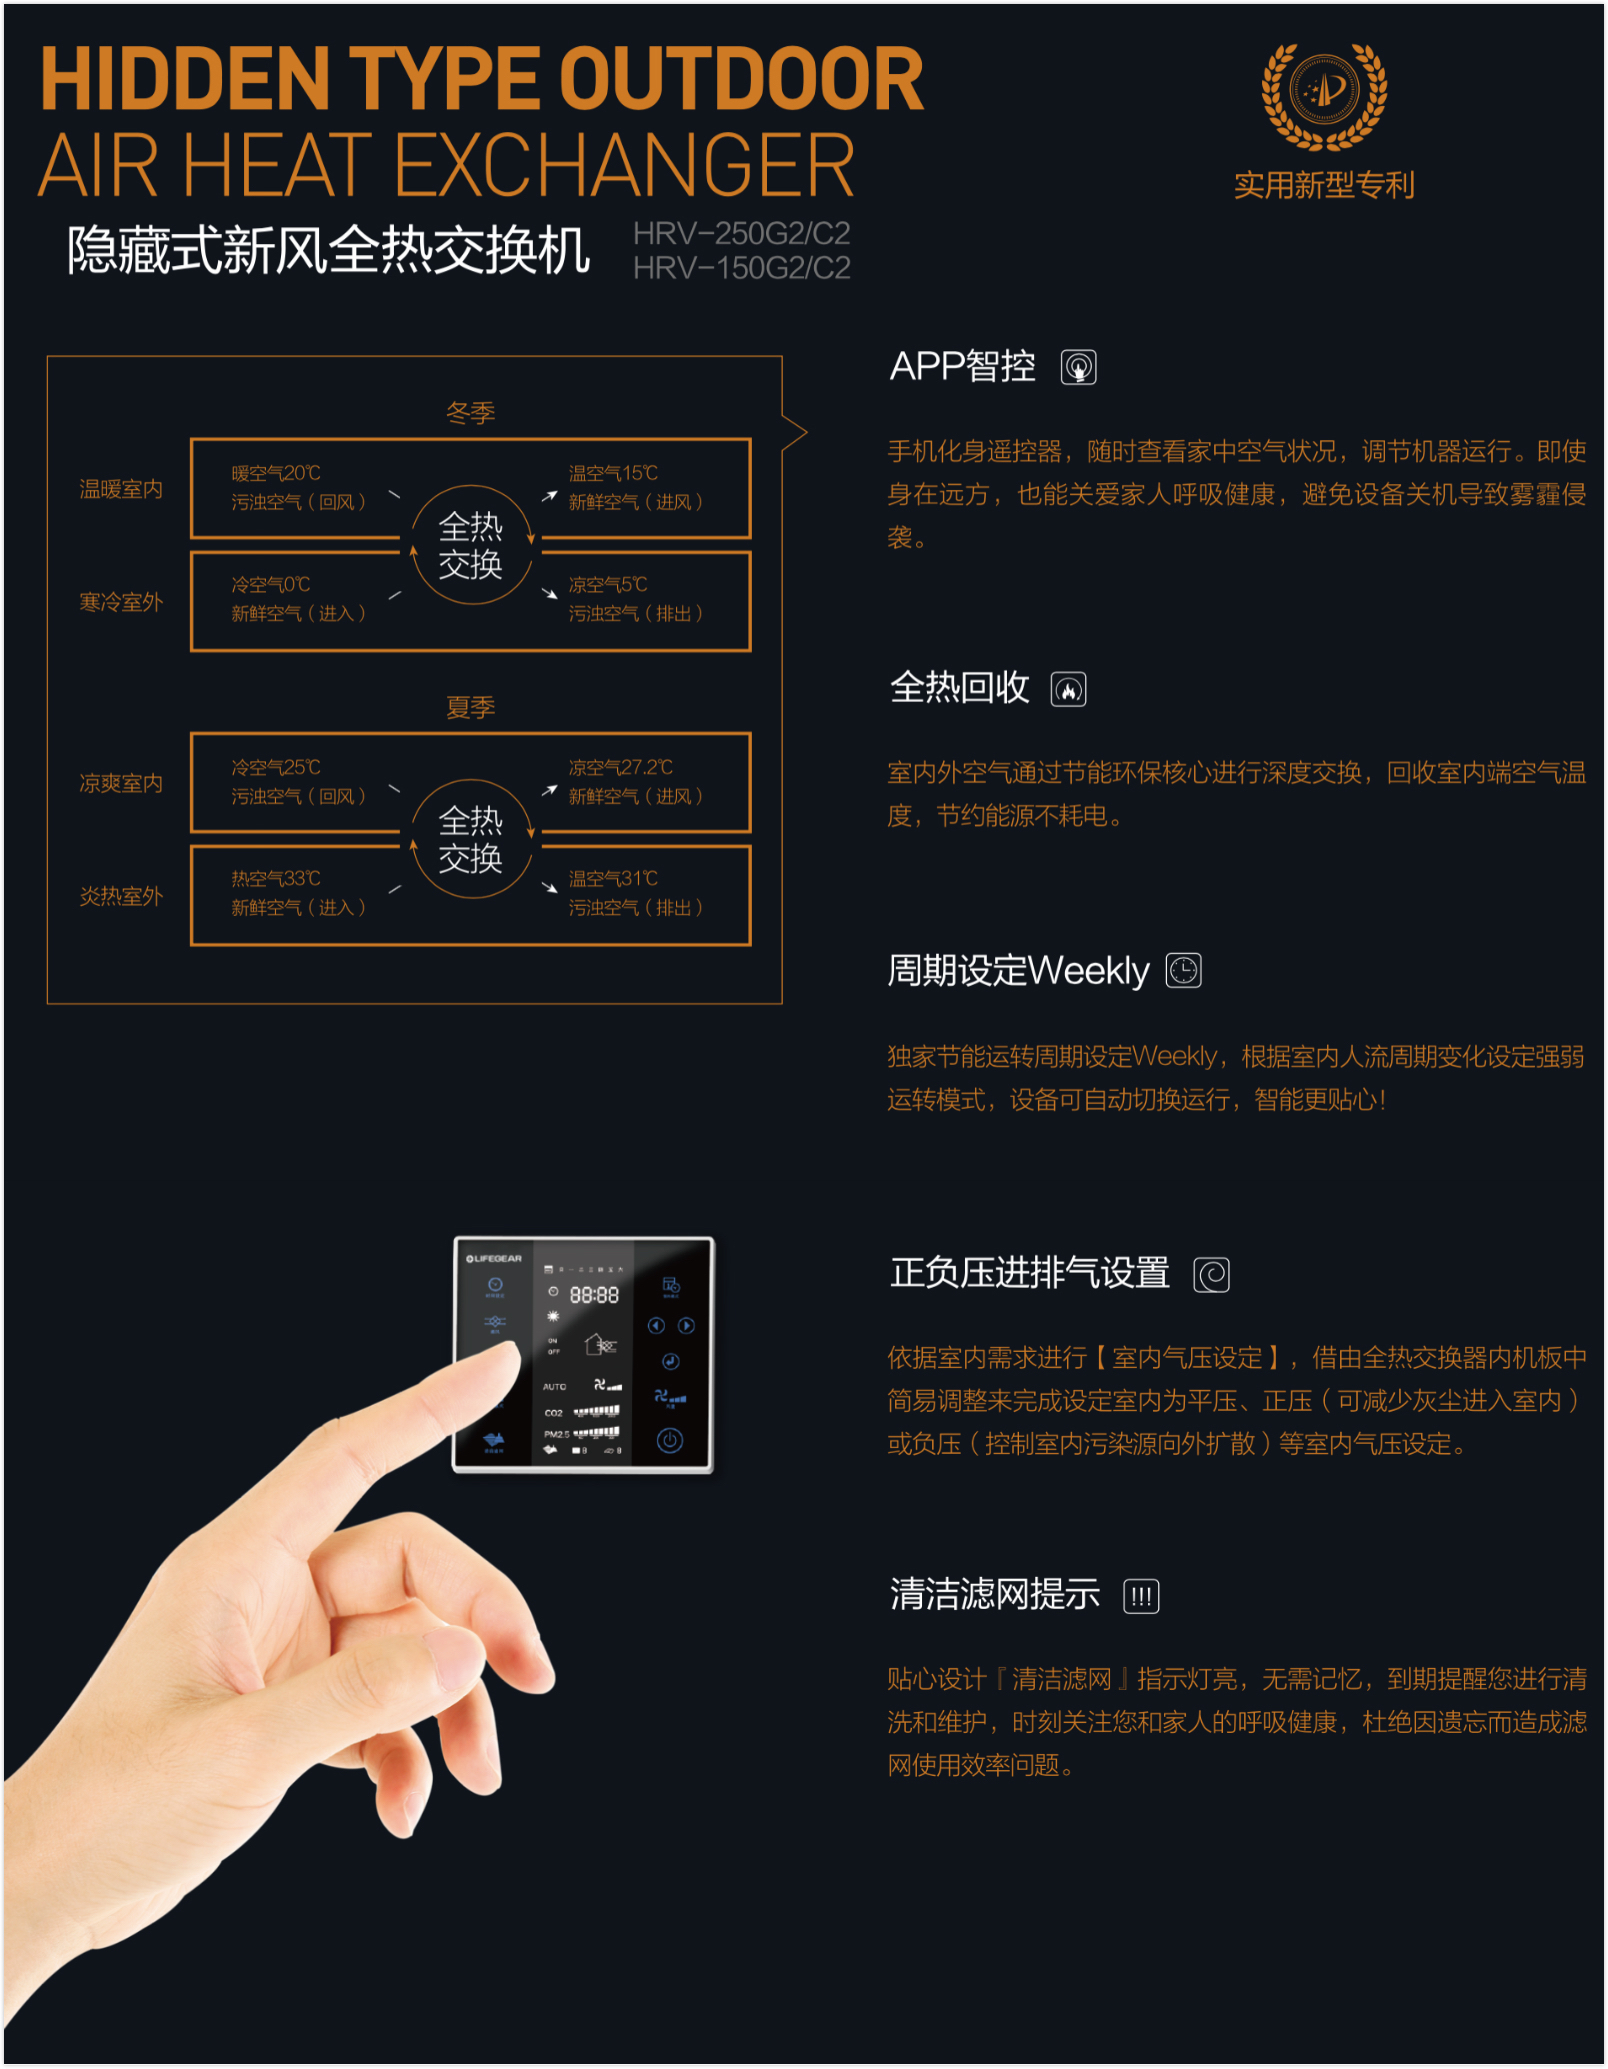 HIDDEN TYPE OUTDOOR
AIR HEAT EXCHANGER
隐藏式新风全热交换机
HRV-250G2/C2
HRV-150G2/C2
实用新型专利
冬季
温暖室内
暖空气20℃
污浊空气（回风）
温空气15℃
新鲜空气（进风）
全热
交换
寒冷室外
冷空气0℃
新鲜空气（进入）
凉空气5℃
污浊空气（排出）
夏季
凉爽室内
冷空气25℃
污浊空气（回风）
凉空气27.2℃
新鲜空气（进风）
全热
交换
炎热室外
热空气33℃
新鲜空气（进入）
温空气31℃
污浊空气（排出）
APP智控
手机化身遥控器，随时查看家中空气状况，调节机器运行。即使
身在远方，也能关爱家人呼吸健康，避免设备关机导致雾霾侵
袭。
全热回收
室内外空气通过节能环保核心进行深度交换，回收室内端空气温
度，节约能源不耗电。
周期设定Weekly
独家节能运转周期设定Weekly，根据室内人流周期变化设定强弱
运转模式，设备可自动切换运行，智能更贴心！
正负压进排气设置
依据室内需求进行【室内气压设定】，借由全热交换器内机板中
简易调整来完成设定室内为平压、正压（可减少灰尘进入室内）
或负压（控制室内污染源向外扩散）等室内气压设定。
清洁滤网提示
!!!
贴心设计『清洁滤网』指示灯亮，无需记忆，到期提醒您进行清
洗和维护，时刻关注您和家人的呼吸健康，杜绝因遗忘而造成滤
网使用效率问题。
LIFEGEAR
88:88
ON
OFF
AUTO
CO2
PM2.5
8
8